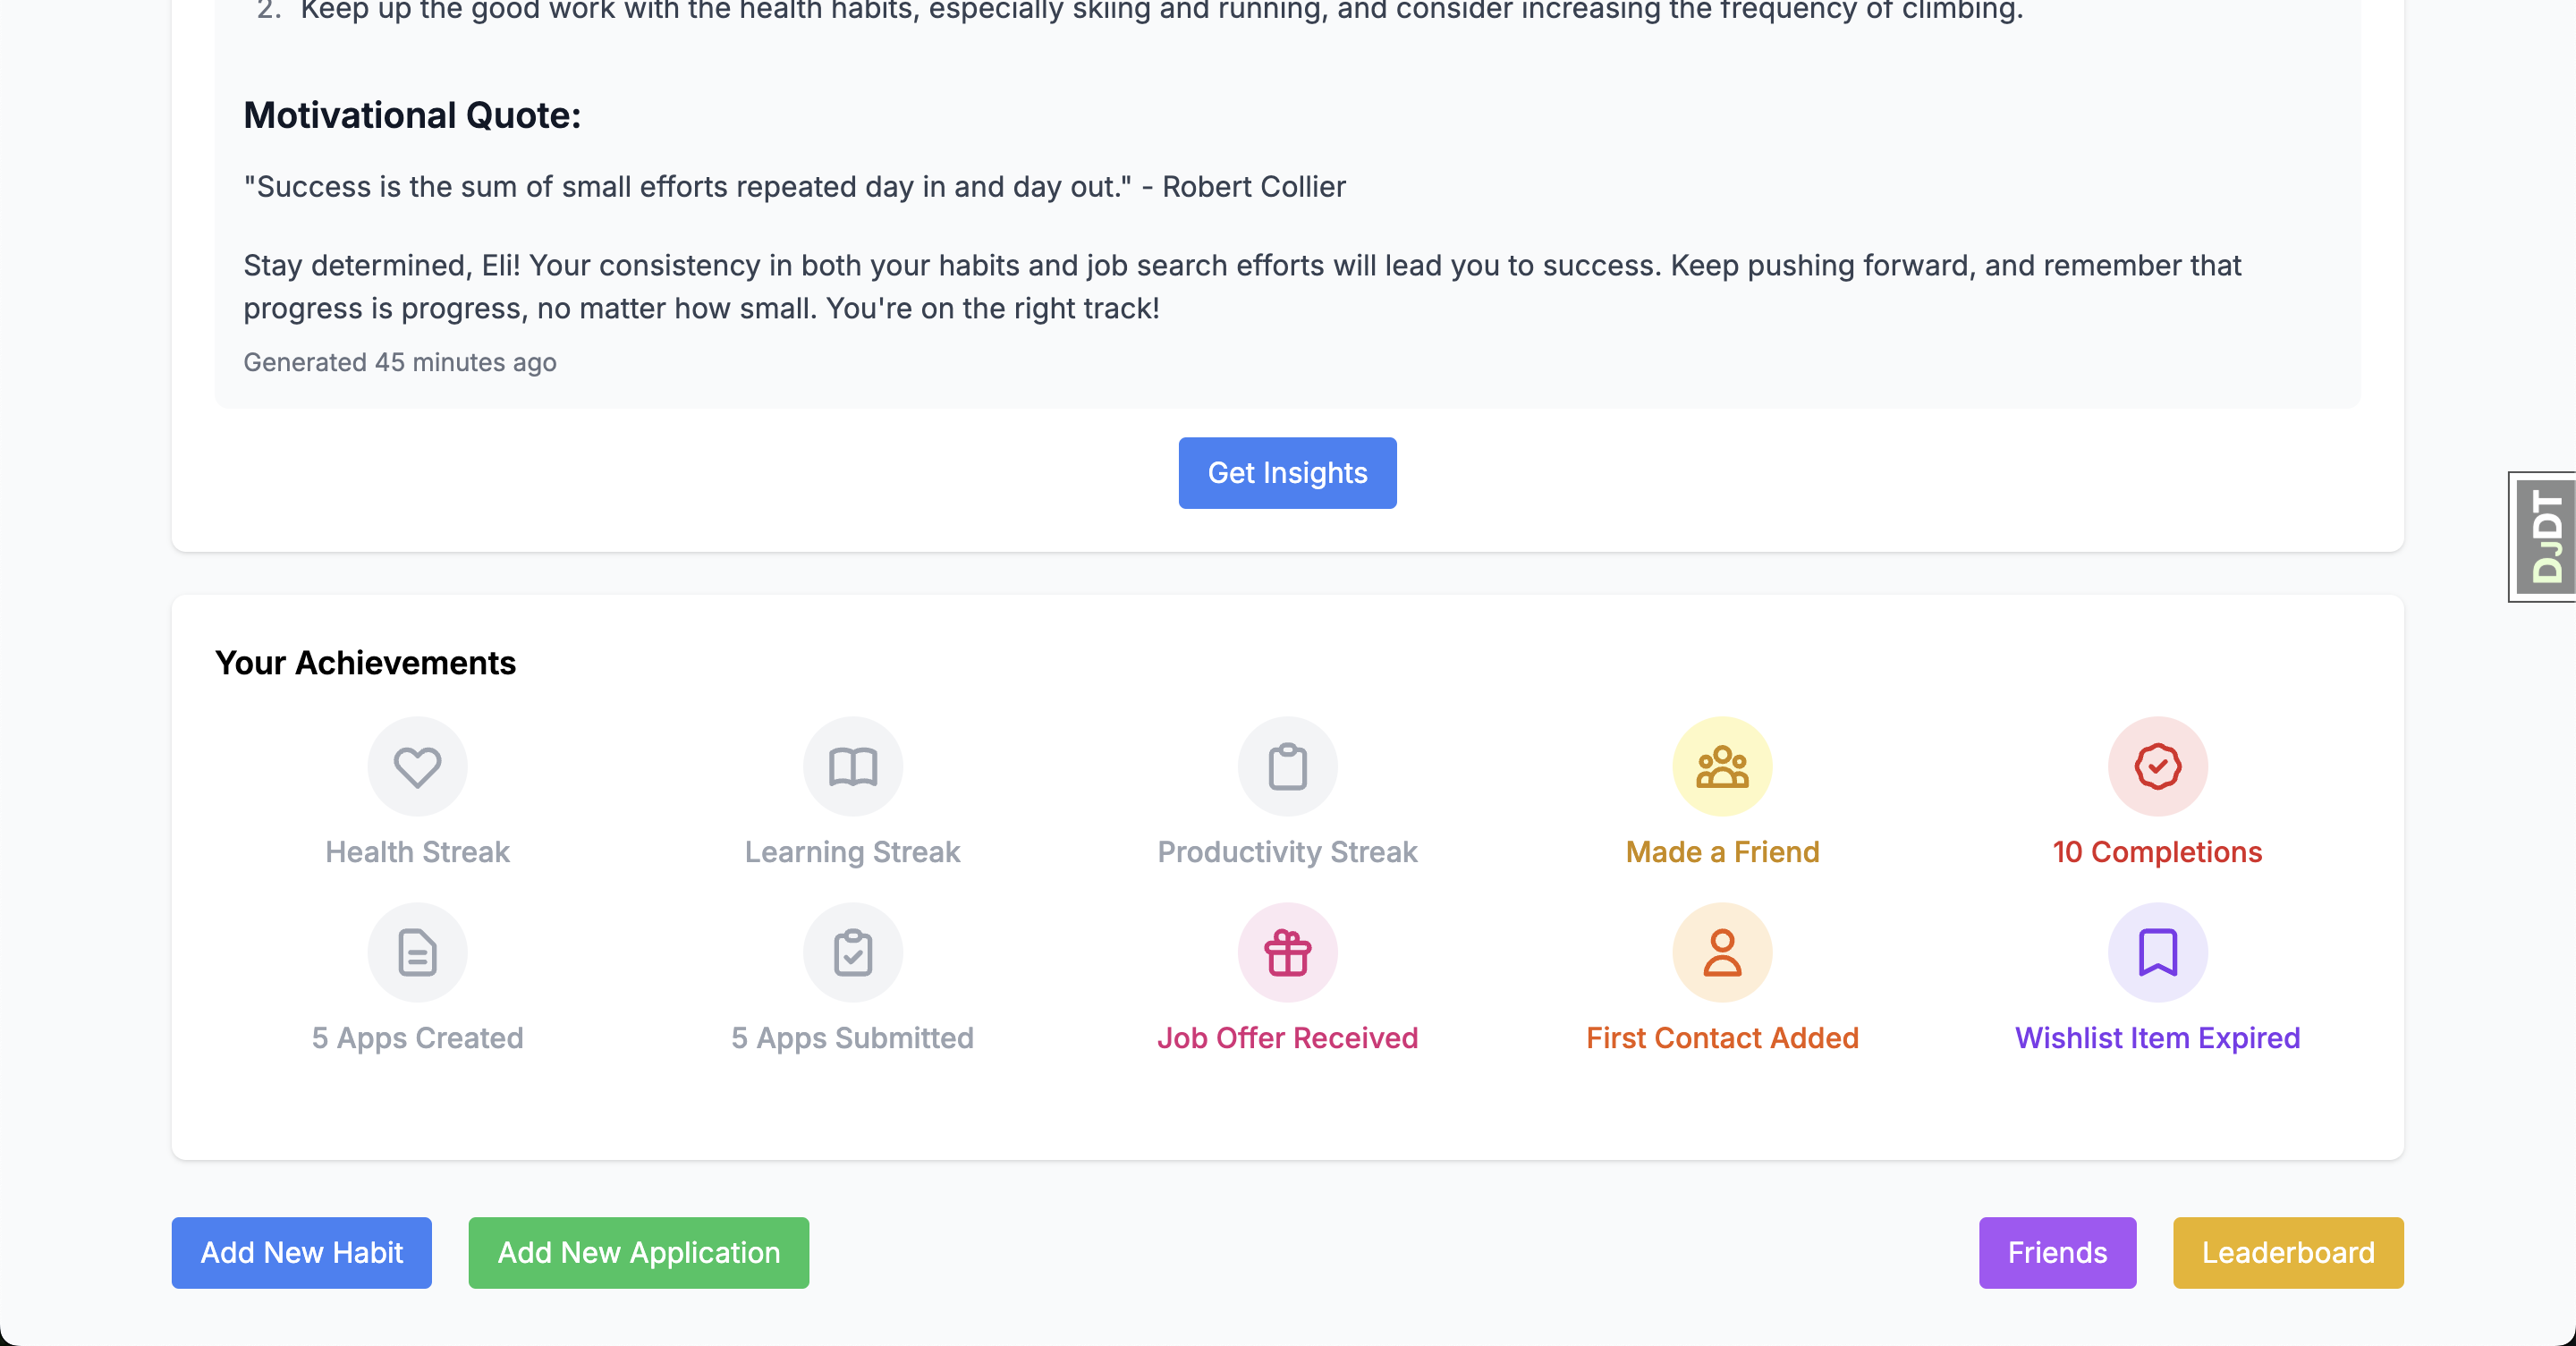 2. Keep up the good work with the health habits, especially skiing and running, and consider increasing the frequency of climbing.
Motivational Quote:
"Success is the sum of small efforts repeated day in and day out." - Robert Collier
Stay determined, Eli! Your consistency in both your habits and job search efforts will lead you to success. Keep pushing forward, and remember that
progress is progress, no matter how small. You're on the right track!
Generated 45 minutes ago
Get Insights
DJDT
Your Achievements
Health Streak
Learning Streak
Productivity Streak
Made a Friend
10 Completions
5 Apps Created
5 Apps Submitted
Job Offer Received
First Contact Added
Wishlist Item Expired
Add New Habit
Add New Application
Friends
Leaderboard